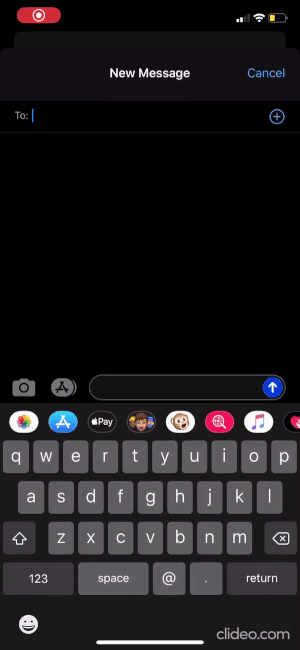 New Message Cancel
To:
Pay
q w e r t y u i o p
a s d f g h j k l
z x c v b n m
123 space @ . return
clideo.com